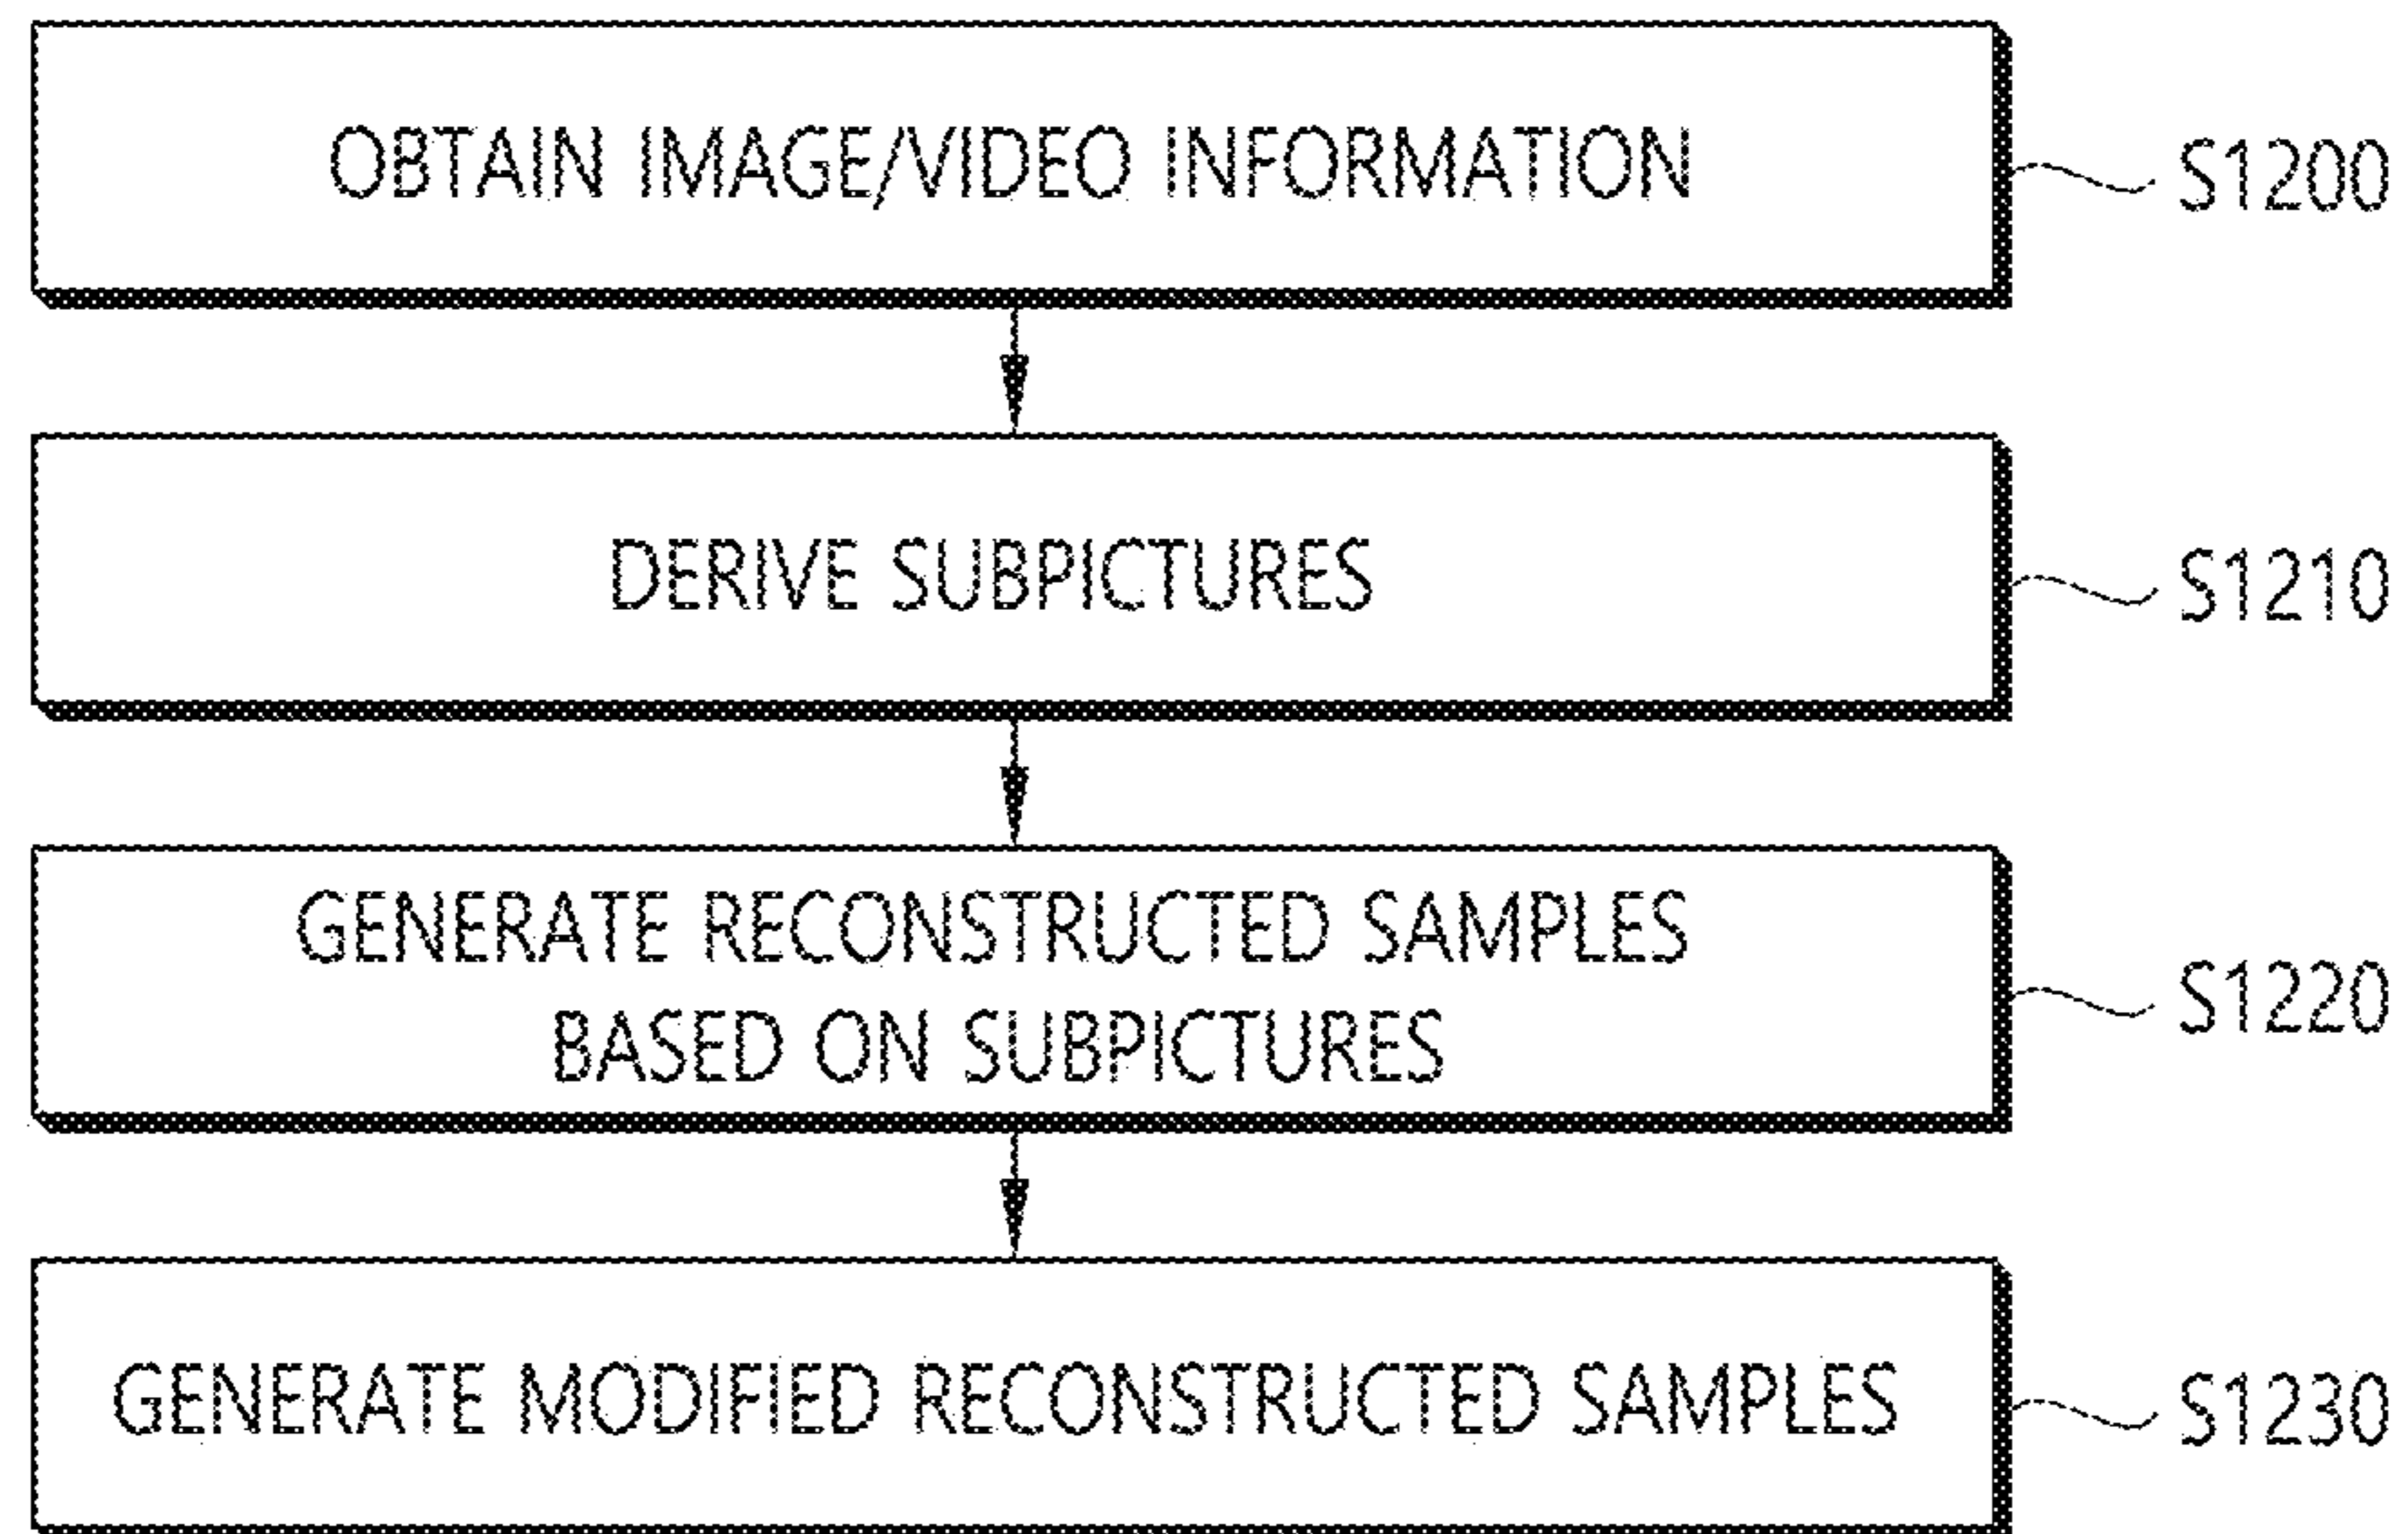 OBTAIN IMAGE/VIDEO INFORMATION
S1200
DERIVE SUBPICTURES
S1210
GENERATE RECONSTRUCTED SAMPLES
BASED ON SUBPICTURES
S1220
GENERATE MODIFIED RECONSTRUCTED SAMPLES
S1230